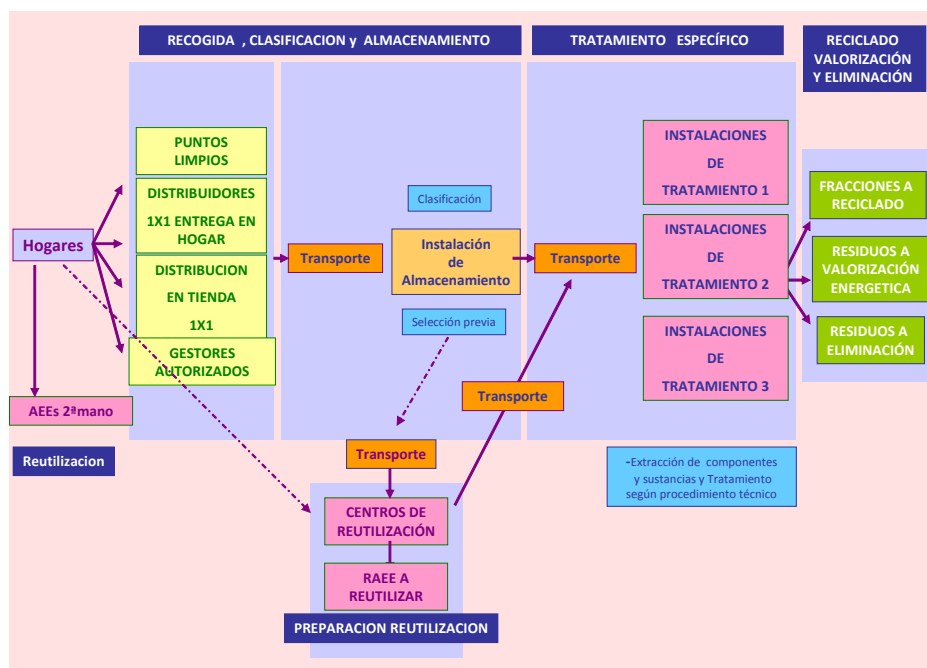 RECOGIDA , CLASIFICACION y ALMACENAMIENTO
TRATAMIENTO ESPECÍFICO
RECICLADO
VALORIZACIÓN
Y ELIMINACIÓN
Hogares
AEEs 2ªmano
Reutilizacion
PUNTOS
LIMPIOS
DISTRIBUIDORES
1X1 ENTREGA EN
HOGAR
DISTRIBUCION
EN TIENDA
1X1
GESTORES
AUTORIZADOS
Transporte
Clasificación
Instalación
de
Almacenamiento
Selección previa
Transporte
Transporte
Transporte
CENTROS DE
REUTILIZACIÓN
RAEE A
REUTILIZAR
PREPARACION REUTILIZACION
INSTALACIONES
DE
TRATAMIENTO 1
INSTALACIONES
DE
TRATAMIENTO 2
INSTALACIONES
DE
TRATAMIENTO 3
-Extracción de componentes
y sustancias y Tratamiento
según procedimiento técnico
FRACCIONES A
RECICLADO
RESIDUOS A
VALORIZACIÓN
ENERGETICA
RESIDUOS A
ELIMINACIÓN